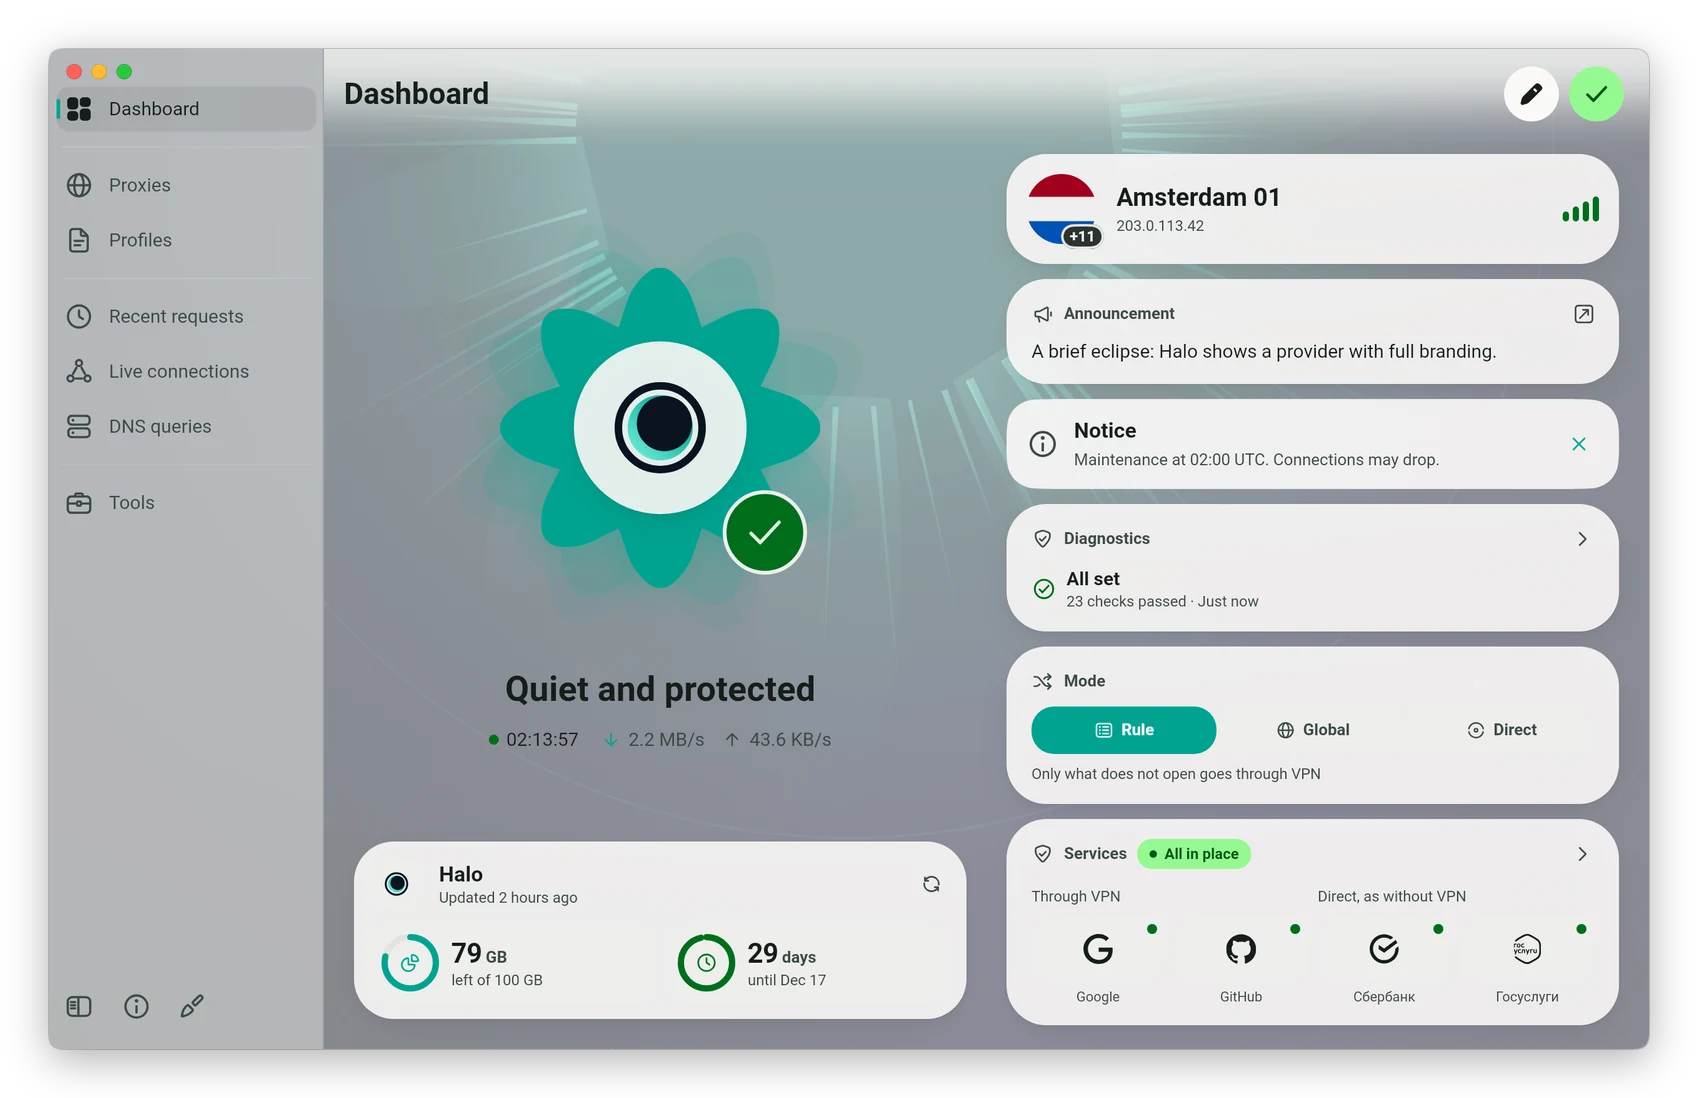 Dashboard
Proxies
Profiles
Recent requests
Live connections
DNS queries
Tools
Dashboard
Quiet and protected
02:13:57 2.2 MB/s 43.6 KB/s
Halo
Updated 2 hours ago
79 GB
left of 100 GB
29 days
until Dec 17
+11
Amsterdam 01
203.0.113.42
Announcement
A brief eclipse: Halo shows a provider with full branding.
Notice
Maintenance at 02:00 UTC. Connections may drop.
Diagnostics
All set
23 checks passed · Just now
Mode
Rule Global Direct
Only what does not open goes through VPN
Services All in place
Through VPN Direct, as without VPN
гос
услуги
Google GitHub Сбербанк Госуслуги